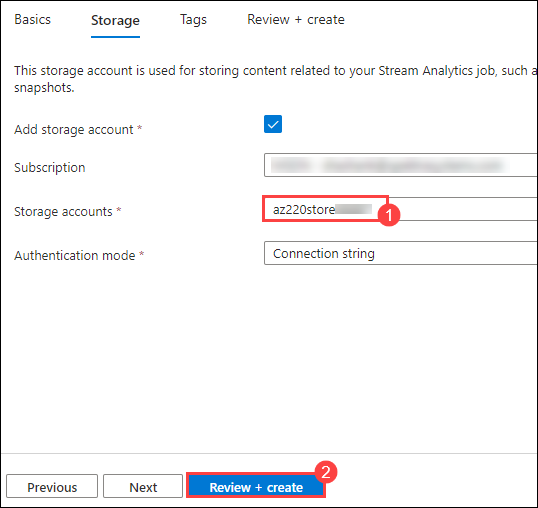 Basics Storage Tags Review + create
This storage account is used for storing content related to your Stream Analytics job, such a
snapshots.
Add storage account *
Subscription
Storage accounts * az220store 1
Authentication mode * Connection string
2
Previous Next Review + create